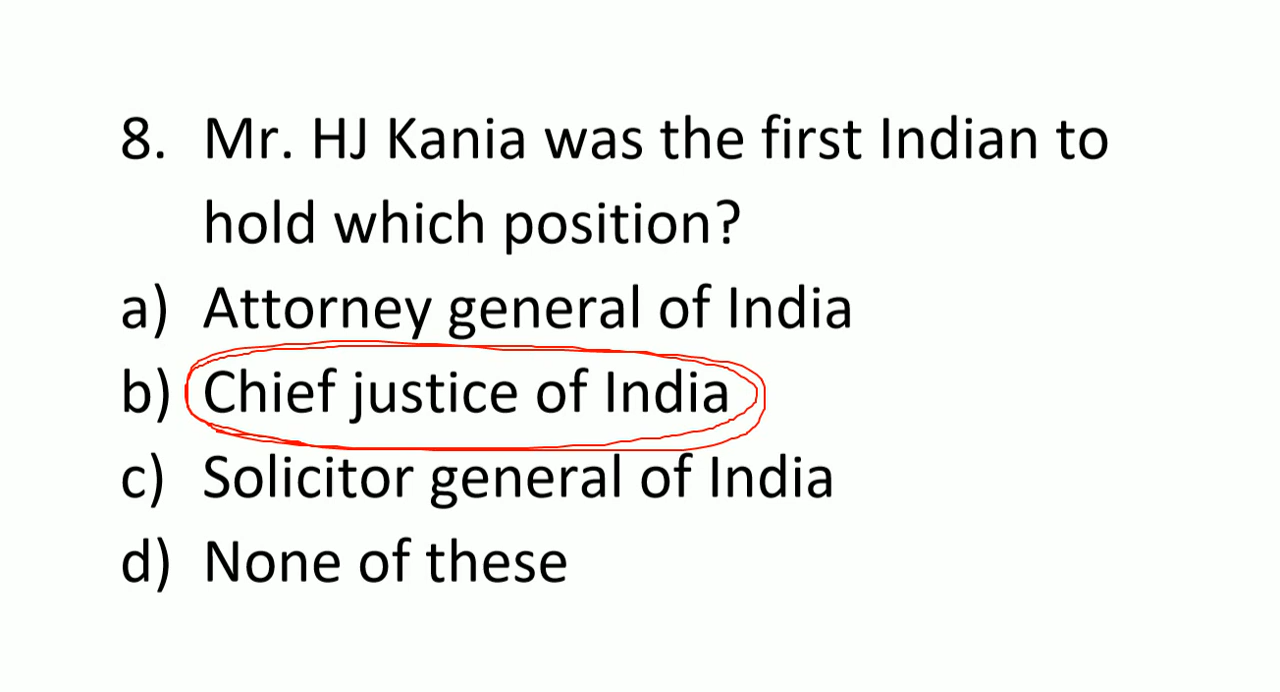 8. Mr. HJ Kania was the first Indian to
hold which position?
a) Attorney general of India
b) Chief justice of India
c) Solicitor general of India
d) None of these